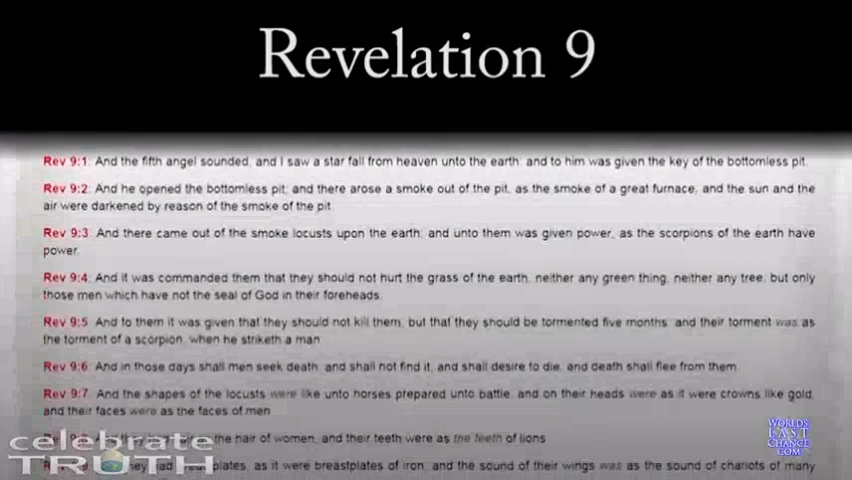 Revelation 9
Rev 9:1: And the fifth angel sounded, and I saw a star fall from heaven unto the earth: and to him was given the key of the bottomless pit.
Rev 9:2: And he opened the bottomless pit; and there arose a smoke out of the pit, as the smoke of a great furnace; and the sun and the
air were darkened by reason of the smoke of the pit.
Rev 9:3: And there came out of the smoke locusts upon the earth: and unto them was given power, as the scorpions of the earth have
power.
Rev 9:4: And it was commanded them that they should not hurt the grass of the earth, neither any green thing, neither any tree; but only
those men which have not the seal of God in their foreheads.
Rev 9:5: And to them it was given that they should not kill them, but that they should be tormented five months: and their torment was as
the torment of a scorpion, when he striketh a man.
Rev 9:6: And in those days shall men seek death, and shall not find it; and shall desire to die, and death shall flee from them.
Rev 9:7: And the shapes of the locusts were like unto horses prepared unto battle; and on their heads were as it were crowns like gold,
and their faces were as the faces of men.
the hair of women, and their teeth were as the teeth of lions.
plates, as it were breastplates of iron; and the sound of their wings was as the sound of chariots of many
celebrate
TRUTH
WORLDS
LAST
CHANCE
.COM